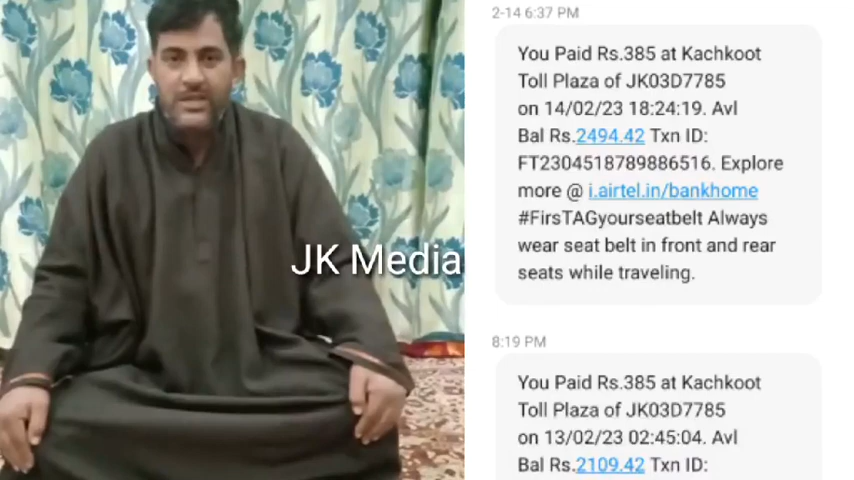 JK Media
2-14 6:37 PM
You Paid Rs.385 at Kachkoot
Toll Plaza of JK03D7785
on 14/02/23 18:24:19. Avl
Bal Rs.2494.42 Txn ID:
FT2304518789886516. Explore
more @ i.airtel.in/bankhome
#FirsTAGyourseatbelt Always
wear seat belt in front and rear
seats while traveling.
8:19 PM
You Paid Rs.385 at Kachkoot
Toll Plaza of JK03D7785
on 13/02/23 02:45:04. Avl
Bal Rs.2109.42 Txn ID: